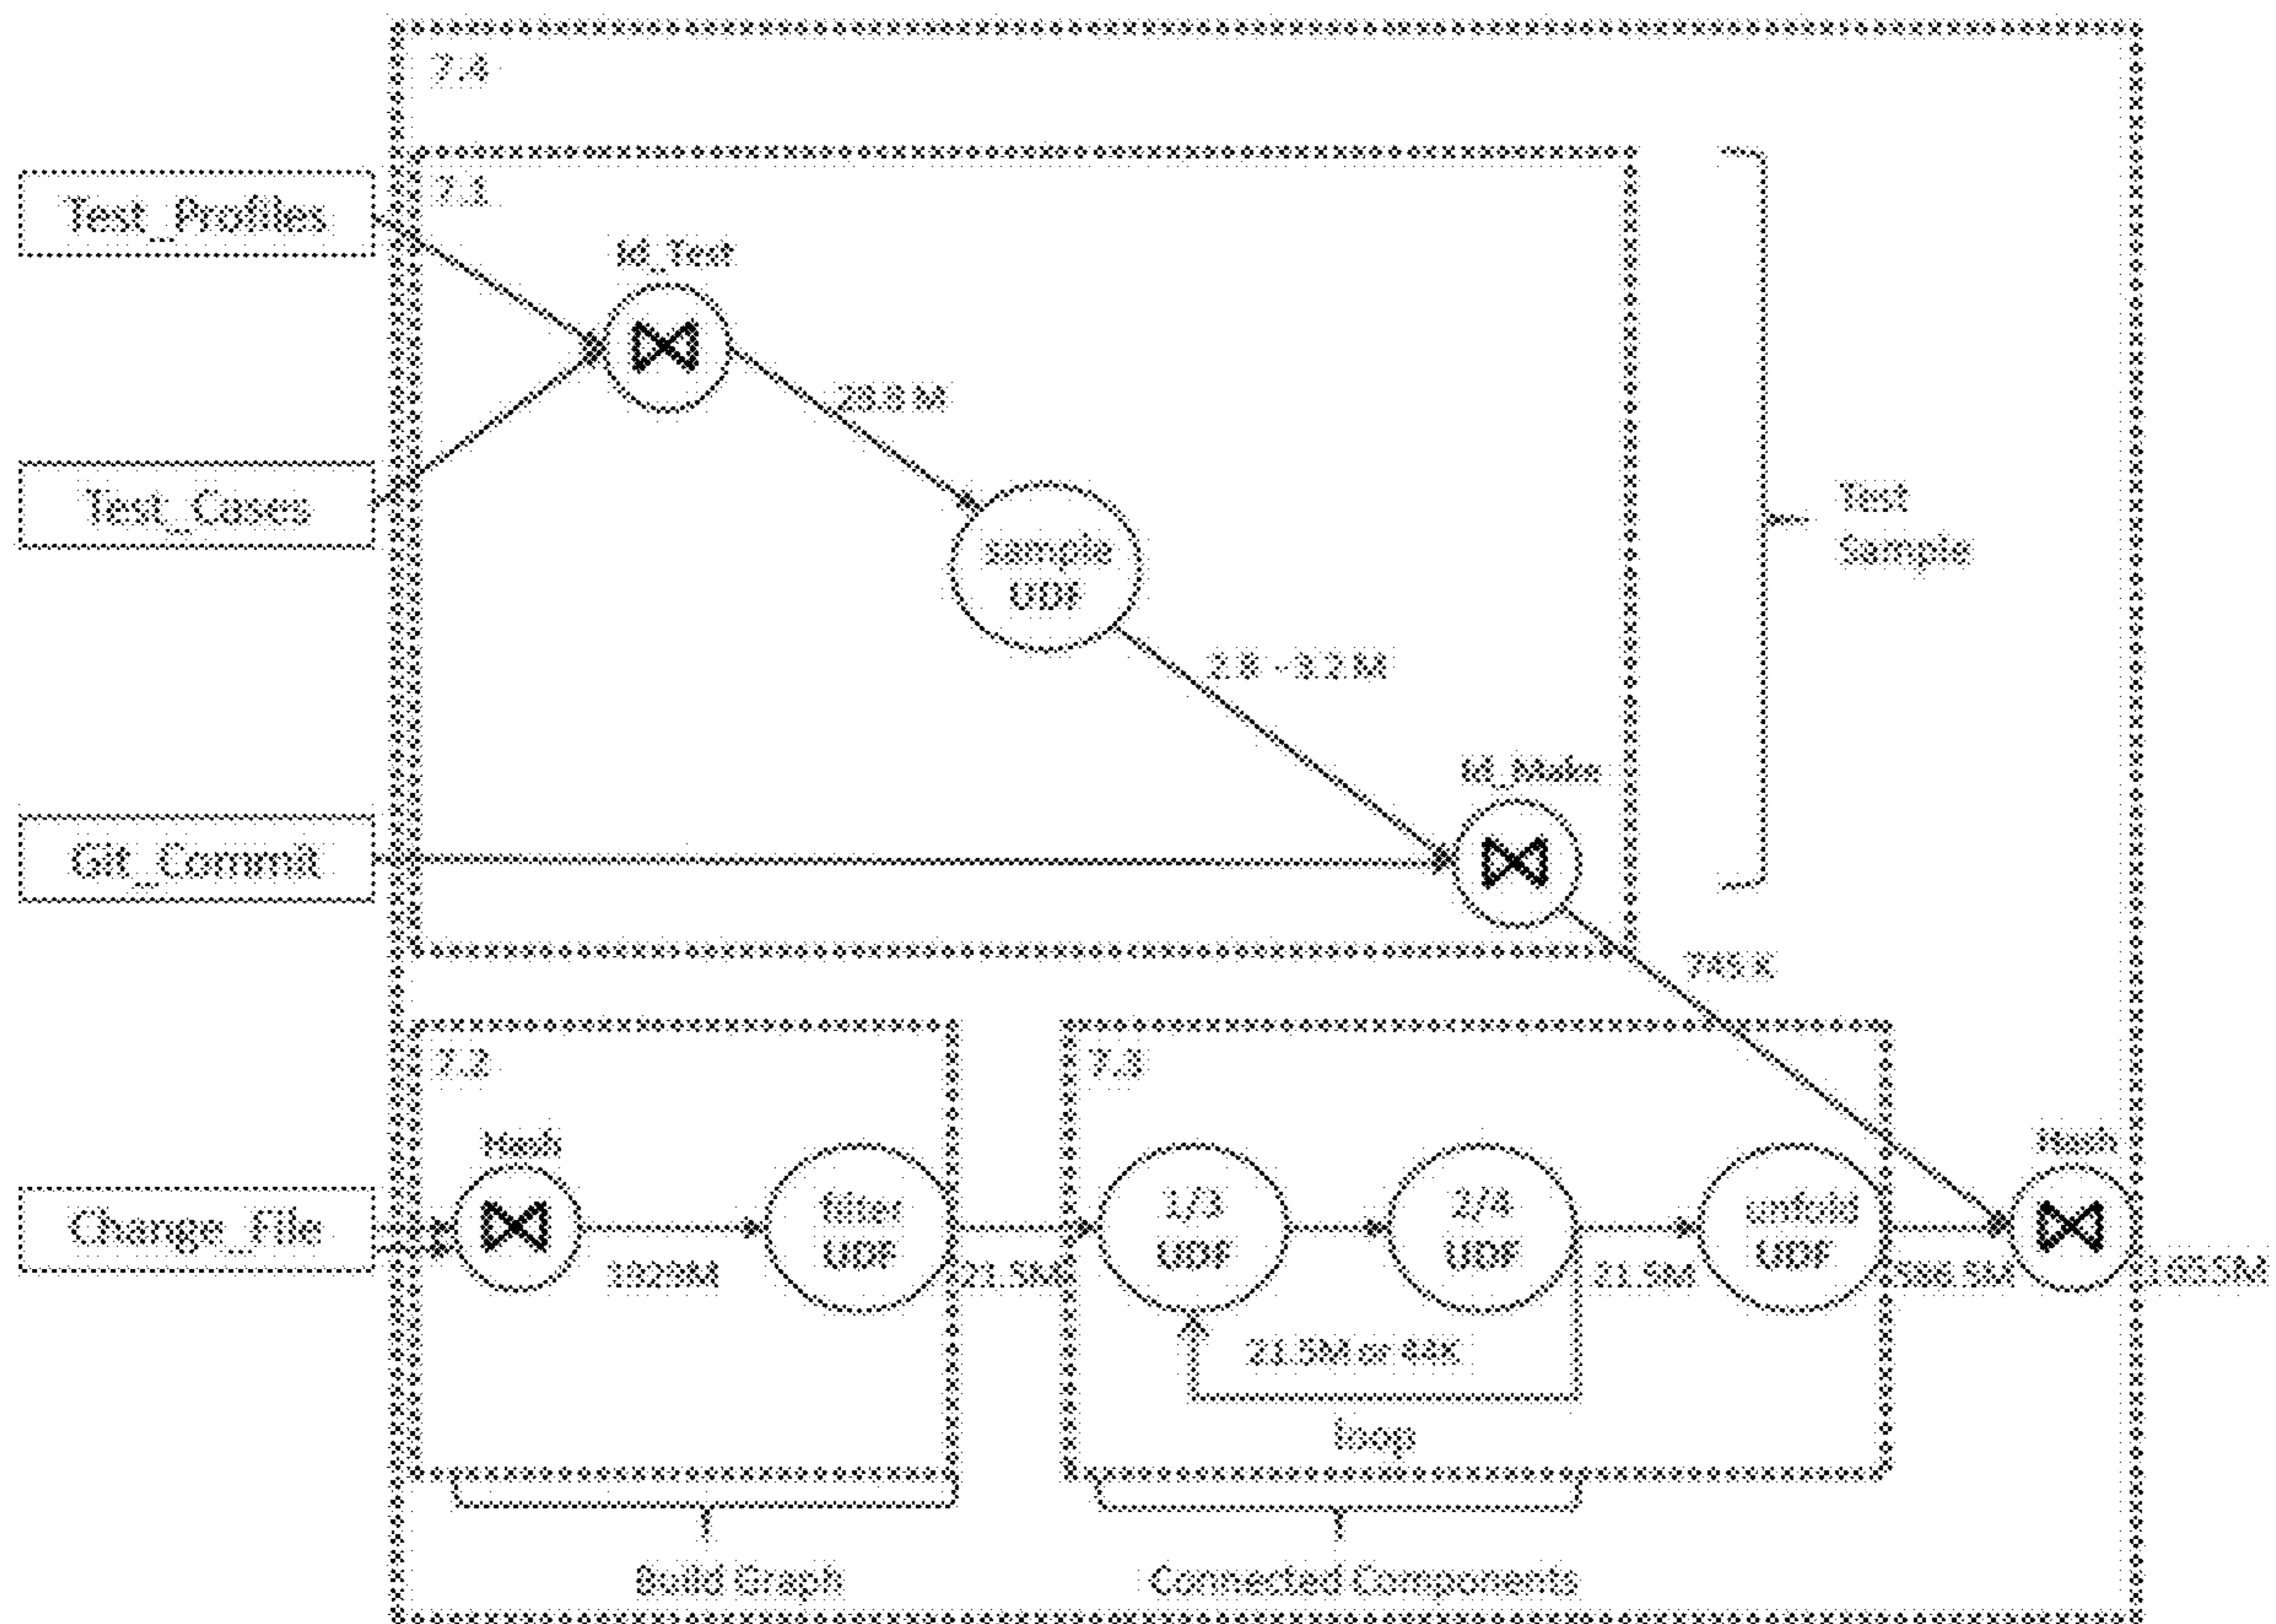 7.4
7.1
Test_Profiles
Id_Test
28.8 M
Test_Cases
Test
Sample
sample
UDF
2.8 - 3.2 M
Id_Make
Git_Commit
745 K
7.2
7.3
Hash
Hash
Change_File
filter
UDF
1/3
UDF
2/4
UDF
unfold
UDF
1929M
21.5M
21.5M
21.5M or 44K
loop
Build Graph
Connected Components